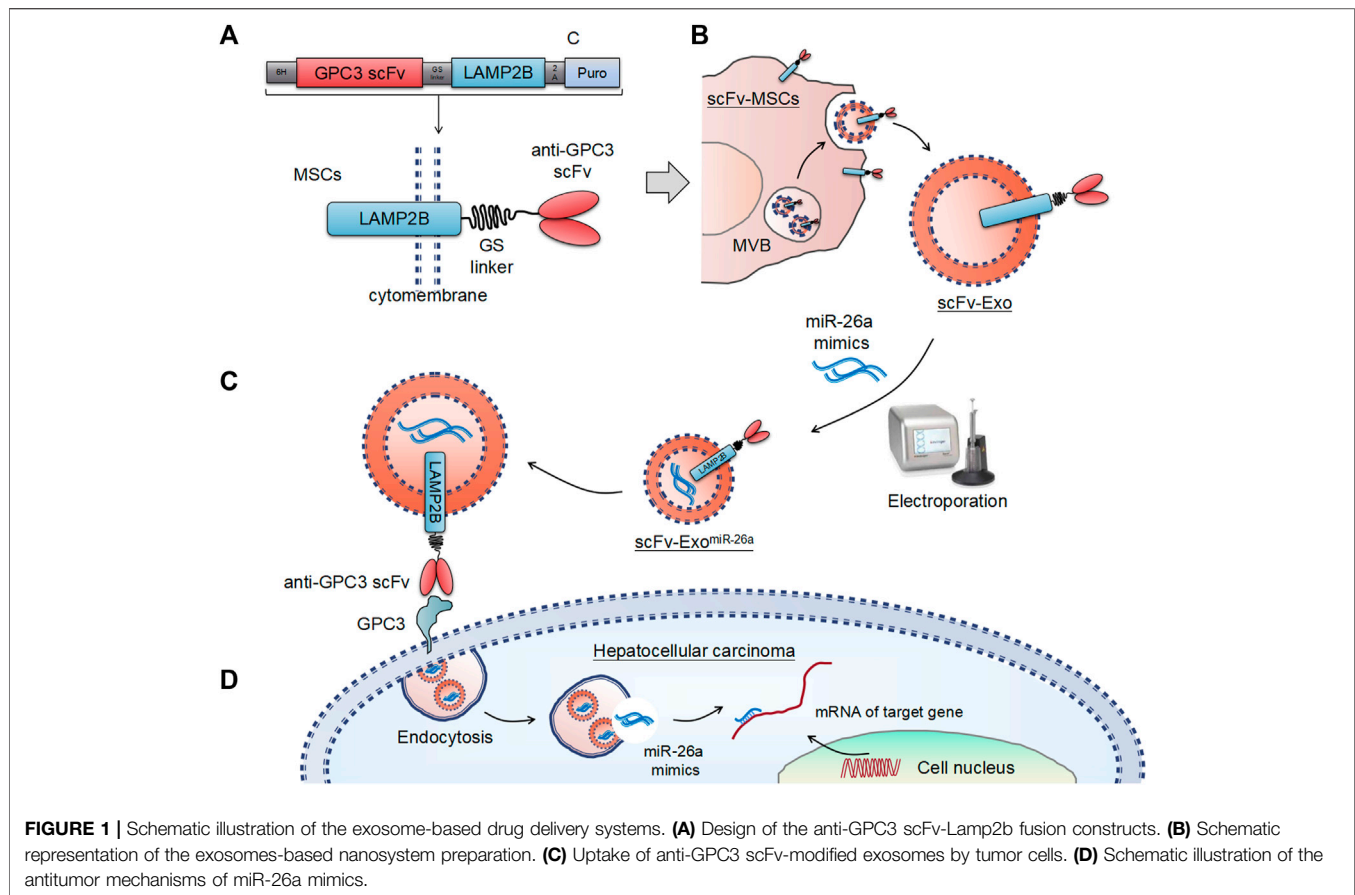 A
C
6H
GPC3 scFv
GS
linker
LAMP2B
2
A
Puro
MSCs
anti-GPC3
scFv
LAMP2B
GS
linker
cytomembrane
B
scFv-MSCs
MVB
scFv-Exo
miR-26a
mimics
Electroporation
C
LAMP2B
scFv-Exo^miR-26a
LAMP2B
anti-GPC3 scFv
GPC3
D
Hepatocellular carcinoma
Endocytosis
miR-26a
mimics
mRNA of target gene
Cell nucleus
FIGURE 1 | Schematic illustration of the exosome-based drug delivery systems. (A) Design of the anti-GPC3 scFv-Lamp2b fusion constructs. (B) Schematic
representation of the exosomes-based nanosystem preparation. (C) Uptake of anti-GPC3 scFv-modified exosomes by tumor cells. (D) Schematic illustration of the
antitumor mechanisms of miR-26a mimics.